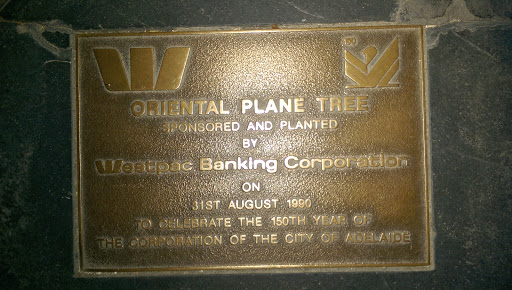 ORIENTAL PLANE TREE
SPONSORED AND PLANTED
BY
Westpac Banking Corporation
ON
31ST AUGUST 1990
TO CELEBRATE THE 150TH YEAR OF
THE CORPORATION OF THE CITY OF ADELAIDE